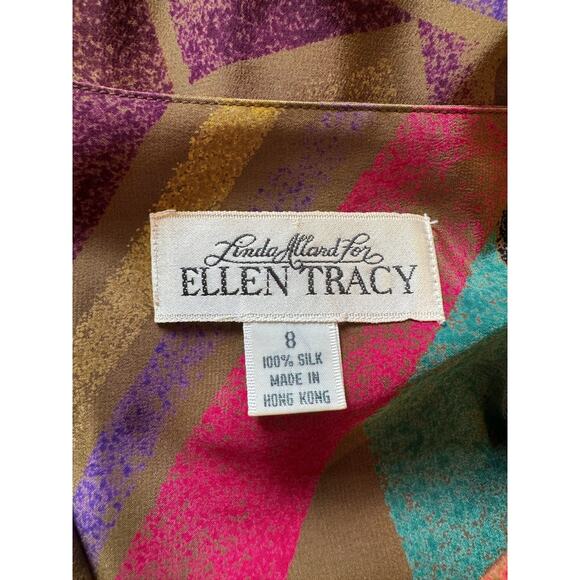 Linda Allard for
ELLEN TRACY
8
100% SILK
MADE IN
HONG KONG